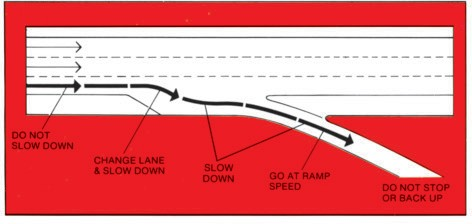 DO NOT
SLOW DOWN
CHANGE LANE
& SLOW DOWN
SLOW
DOWN
GO AT RAMP
SPEED
DO NOT STOP
OR BACK UP